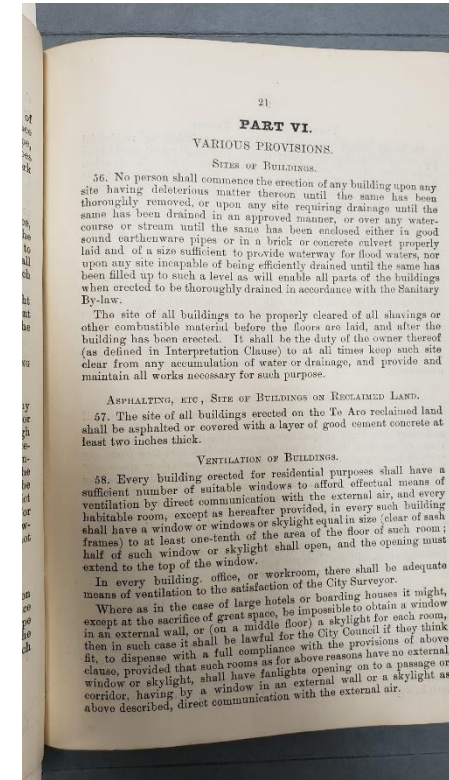 21
PART VI.
VARIOUS PROVISIONS.
SITES OF BUILDINGS.
56. No person shall commence the erection of any building upon any
site having deleterious matter thereon until the same has been
thoroughly removed, or upon any site requiring drainage until the
same has been drained in an approved manner, or over any water-
course or stream until the same has been enclosed either in good
sound earthenware pipes or in a brick or concrete culvert properly
laid and of a size sufficient to provide waterway for flood waters, nor
upon any site incapable of being efficiently drained until the same has
been filled up to such a level as will enable all parts of the buildings
when erected to be thoroughly drained in accordance with the Sanitary
By-law.
The site of all buildings to be properly cleared of all shavings or
other combustible material before the floors are laid, and after the
building has been erected. It shall be the duty of the owner thereof
(as defined in Interpretation Clause) to at all times keep such site
clear from any accumulation of water or drainage, and provide and
maintain all works necessary for such purpose.
ASPHALTING, ETC , SITE OF BUILDINGS ON RECLAIMED LAND.
57. The site of all buildings erected on the Te Aro reclaimed land
shall be asphalted or covered with a layer of good cement concrete at
least two inches thick.
VENTILATION OF BUILDINGS.
58. Every building erected for residential purposes shall have a
sufficient number of suitable windows to afford effectual means of
ventilation by direct communication with the external air, and every
habitable room, except as hereafter provided, in every such building
shall have a window or windows or skylight equal in size (clear of sash
frames) to at least one-tenth of the area of the floor of such room;
half of such window or skylight shall open, and the opening must
extend to the top of the window.
In every building. office, or workroom, there shall be adequate
means of ventilation to the satisfaction of the City Surveyor.
Where as in the case of large hotels or boarding houses it might,
except at the sacrifice of great space, be impossible to obtain a window
in an external wall, or (on a middle floor) a skylight for each room,
then in such case it shall be lawful for the City Council if they think
fit, to dispense with a full compliance with the provisions of above
clause, provided that such rooms as for above reasons have no external
window or skylight, shall have fanlights opening on to a passage or
corridor, having by a window in an external wall or a skylight as
above described, direct communication with the external air.